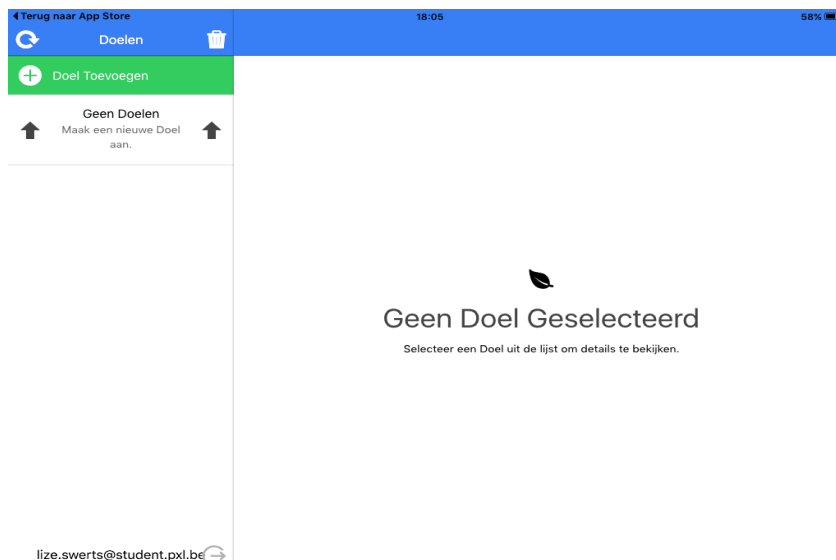 Terug naar App Store
18:05
58%
Doelen
Doel Toevoegen
Geen Doelen
Maak een nieuwe Doel
aan.
Geen Doel Geselecteerd
Selecteer een Doel uit de lijst om details te bekijken.
lize.swerts@student.pxl.be